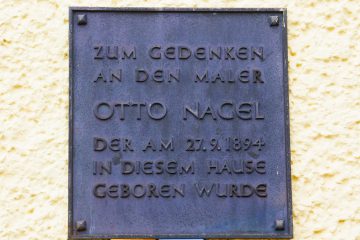 ZUM GEDENKEN
AN DEN MALER
OTTO NAGEL
DER AM 27.9.1894
IN DIESEM HAUSE
GEBOREN WURDE